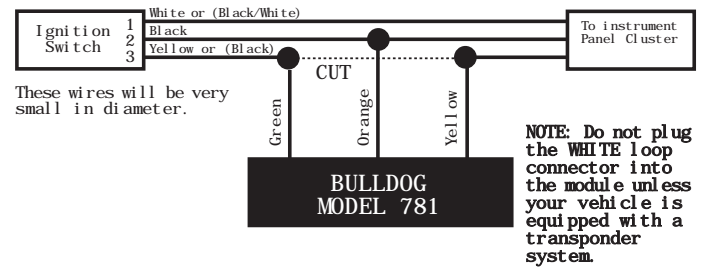 White or (Black/White)
Ignition
Switch
1
2
3
Black
Yellow or (Black)
To instrument
Panel Cluster
CUT
These wires will be very
small in diameter.
Green
Orange
Yellow
BULLDOG
MODEL 781
NOTE: Do not plug
the WHITE loop
connector into
the module unless
your vehicle is
equipped with a
transponder
system.